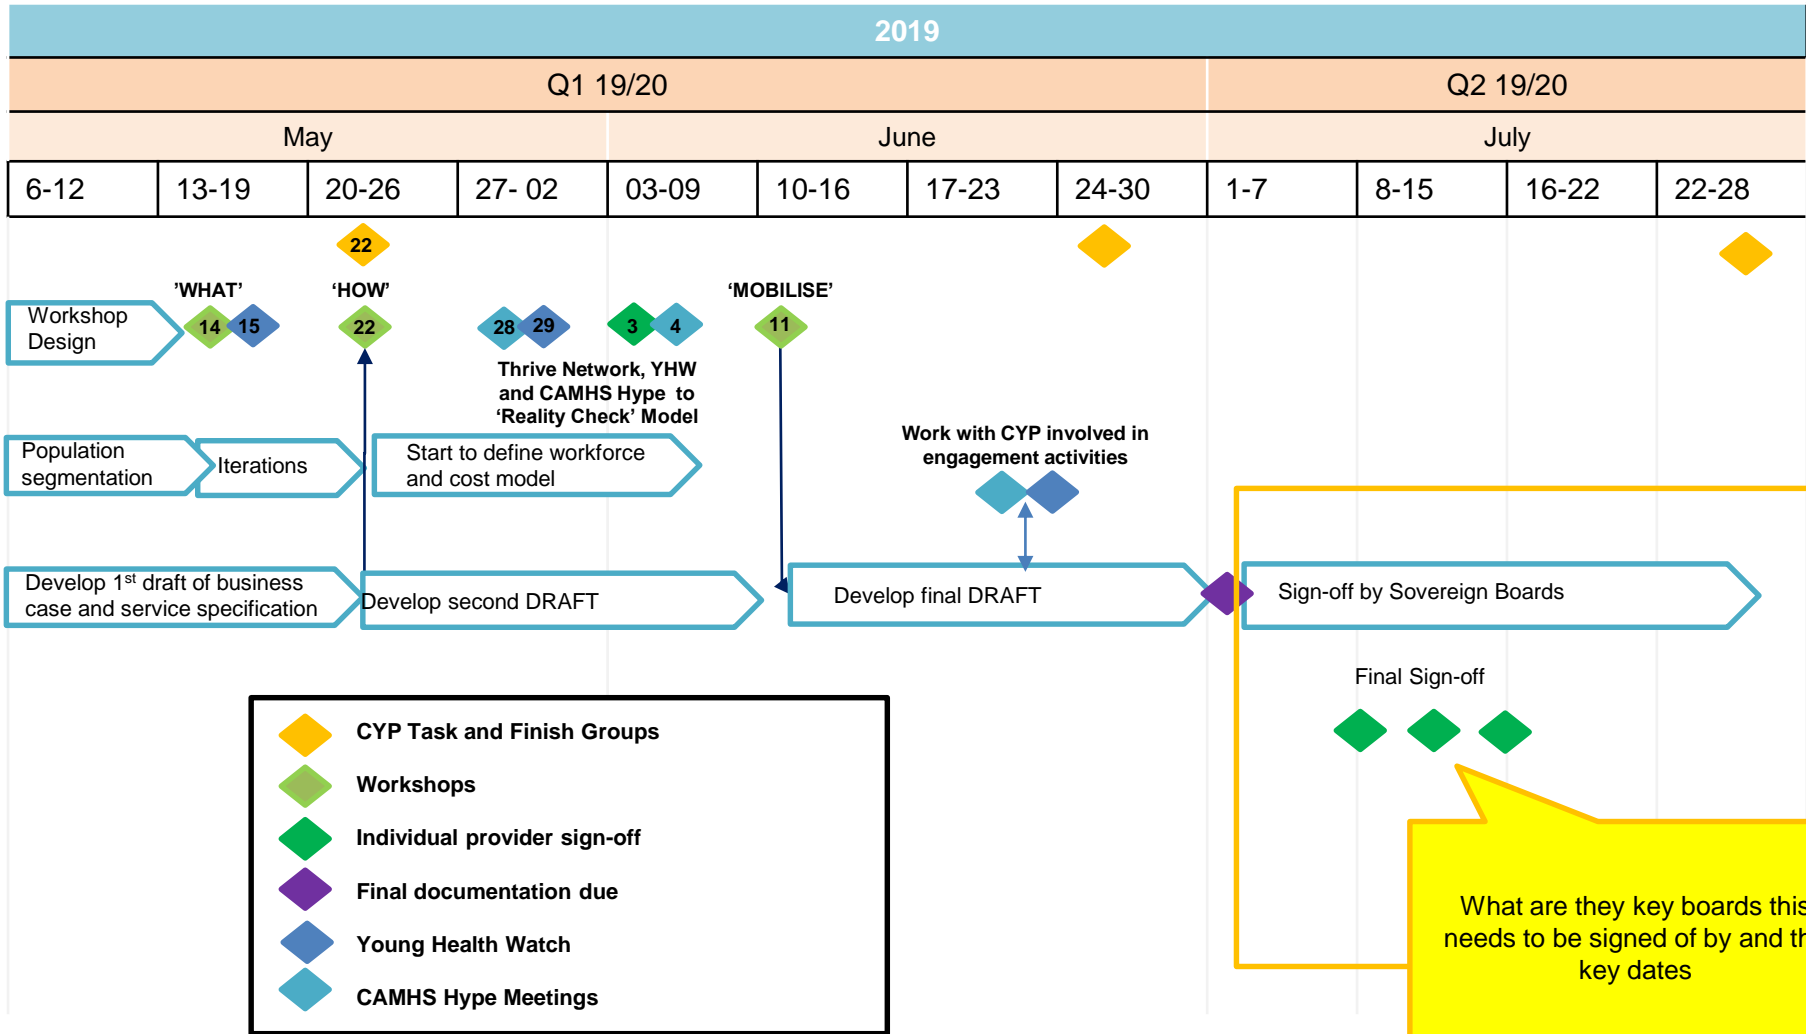 2019
Q1 19/20
Q2 19/20
May
June
July
6-12
13-19
20-26
27- 02
03-09
10-16
17-23
24-30
1-7
8-15
16-22
22-28
22
'WHAT'
‘HOW’
‘MOBILISE’
Workshop
Design
14
15
22
28
29
3
4
11
Thrive Network, YHW
and CAMHS Hype to
‘Reality Check’ Model
Population
segmentation
Iterations
Start to define workforce
and cost model
Work with CYP involved in
engagement activities
Develop 1st draft of business
case and service specification
Develop second DRAFT
Develop final DRAFT
Sign-off by Sovereign Boards
Final Sign-off
CYP Task and Finish Groups
Workshops
Individual provider sign-off
Final documentation due
Young Health Watch
CAMHS Hype Meetings
What are they key boards this
needs to be signed of by and th
key dates